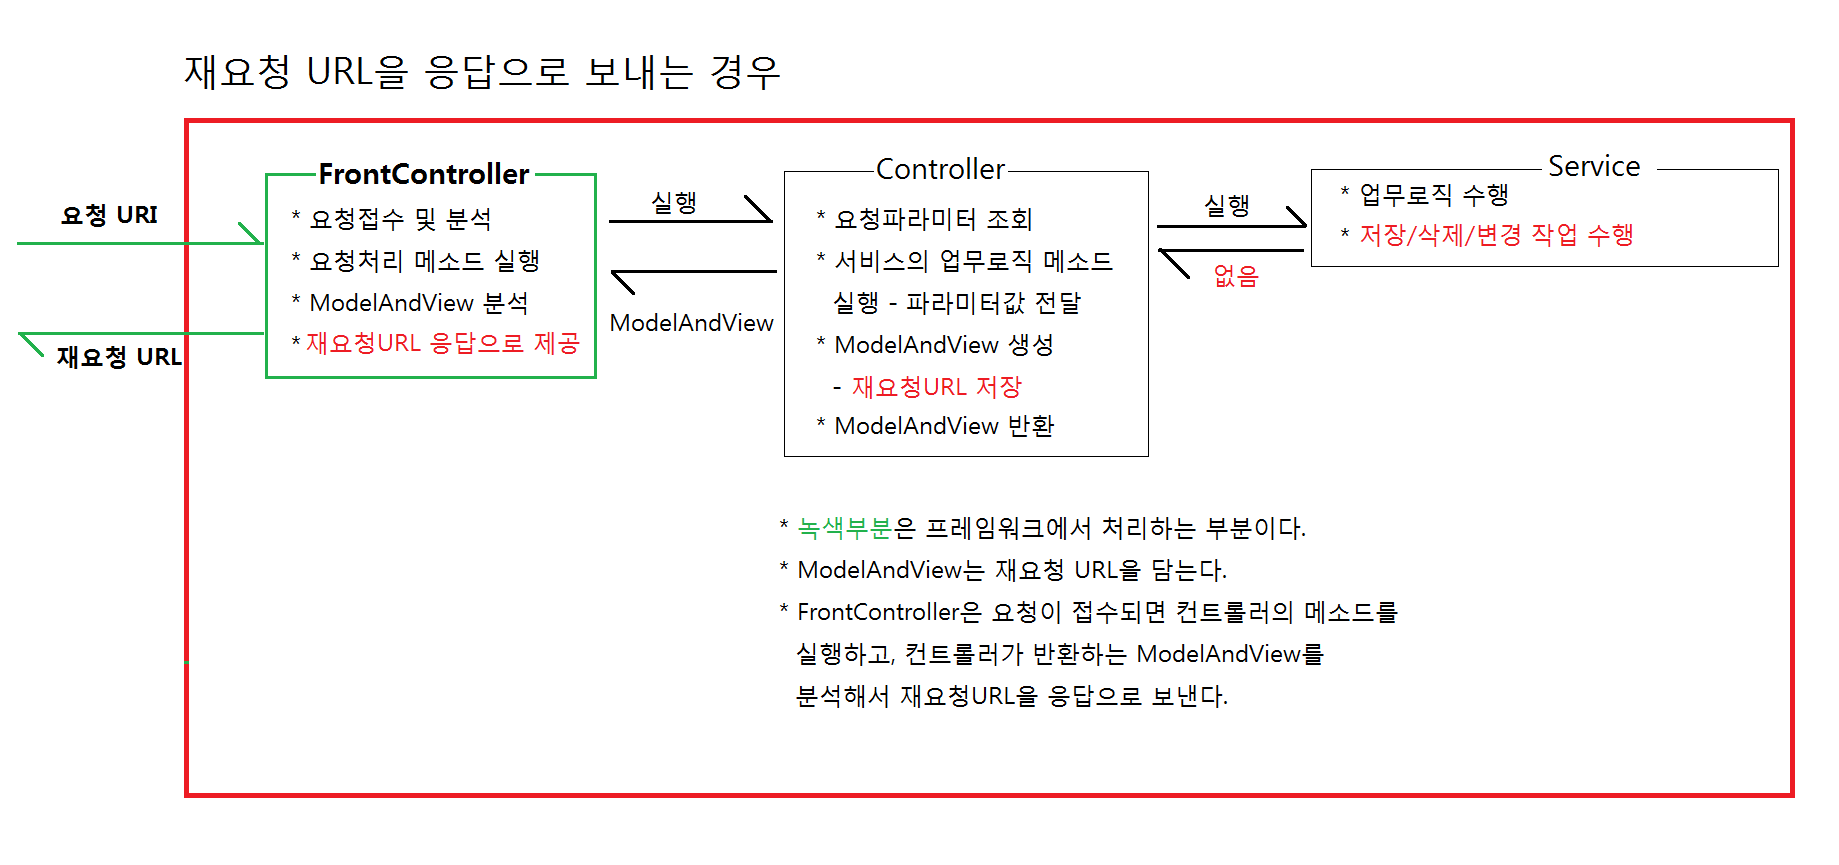 재요청 URL을 응답으로 보내는 경우
요청 URI
재요청 URL
FrontController
* 요청접수 및 분석
* 요청처리 메소드 실행
* ModelAndView 분석
* 재요청URL 응답으로 제공
실행
ModelAndView
Controller
* 요청파라미터 조회
* 서비스의 업무로직 메소드
실행 - 파라미터값 전달
* ModelAndView 생성
- 재요청URL 저장
* ModelAndView 반환
실행
없음
Service
* 업무로직 수행
* 저장/삭제/변경 작업 수행
* 녹색부분은 프레임워크에서 처리하는 부분이다.
* ModelAndView는 재요청 URL을 담는다.
* FrontController은 요청이 접수되면 컨트롤러의 메소드를
실행하고, 컨트롤러가 반환하는 ModelAndView를
분석해서 재요청URL을 응답으로 보낸다.